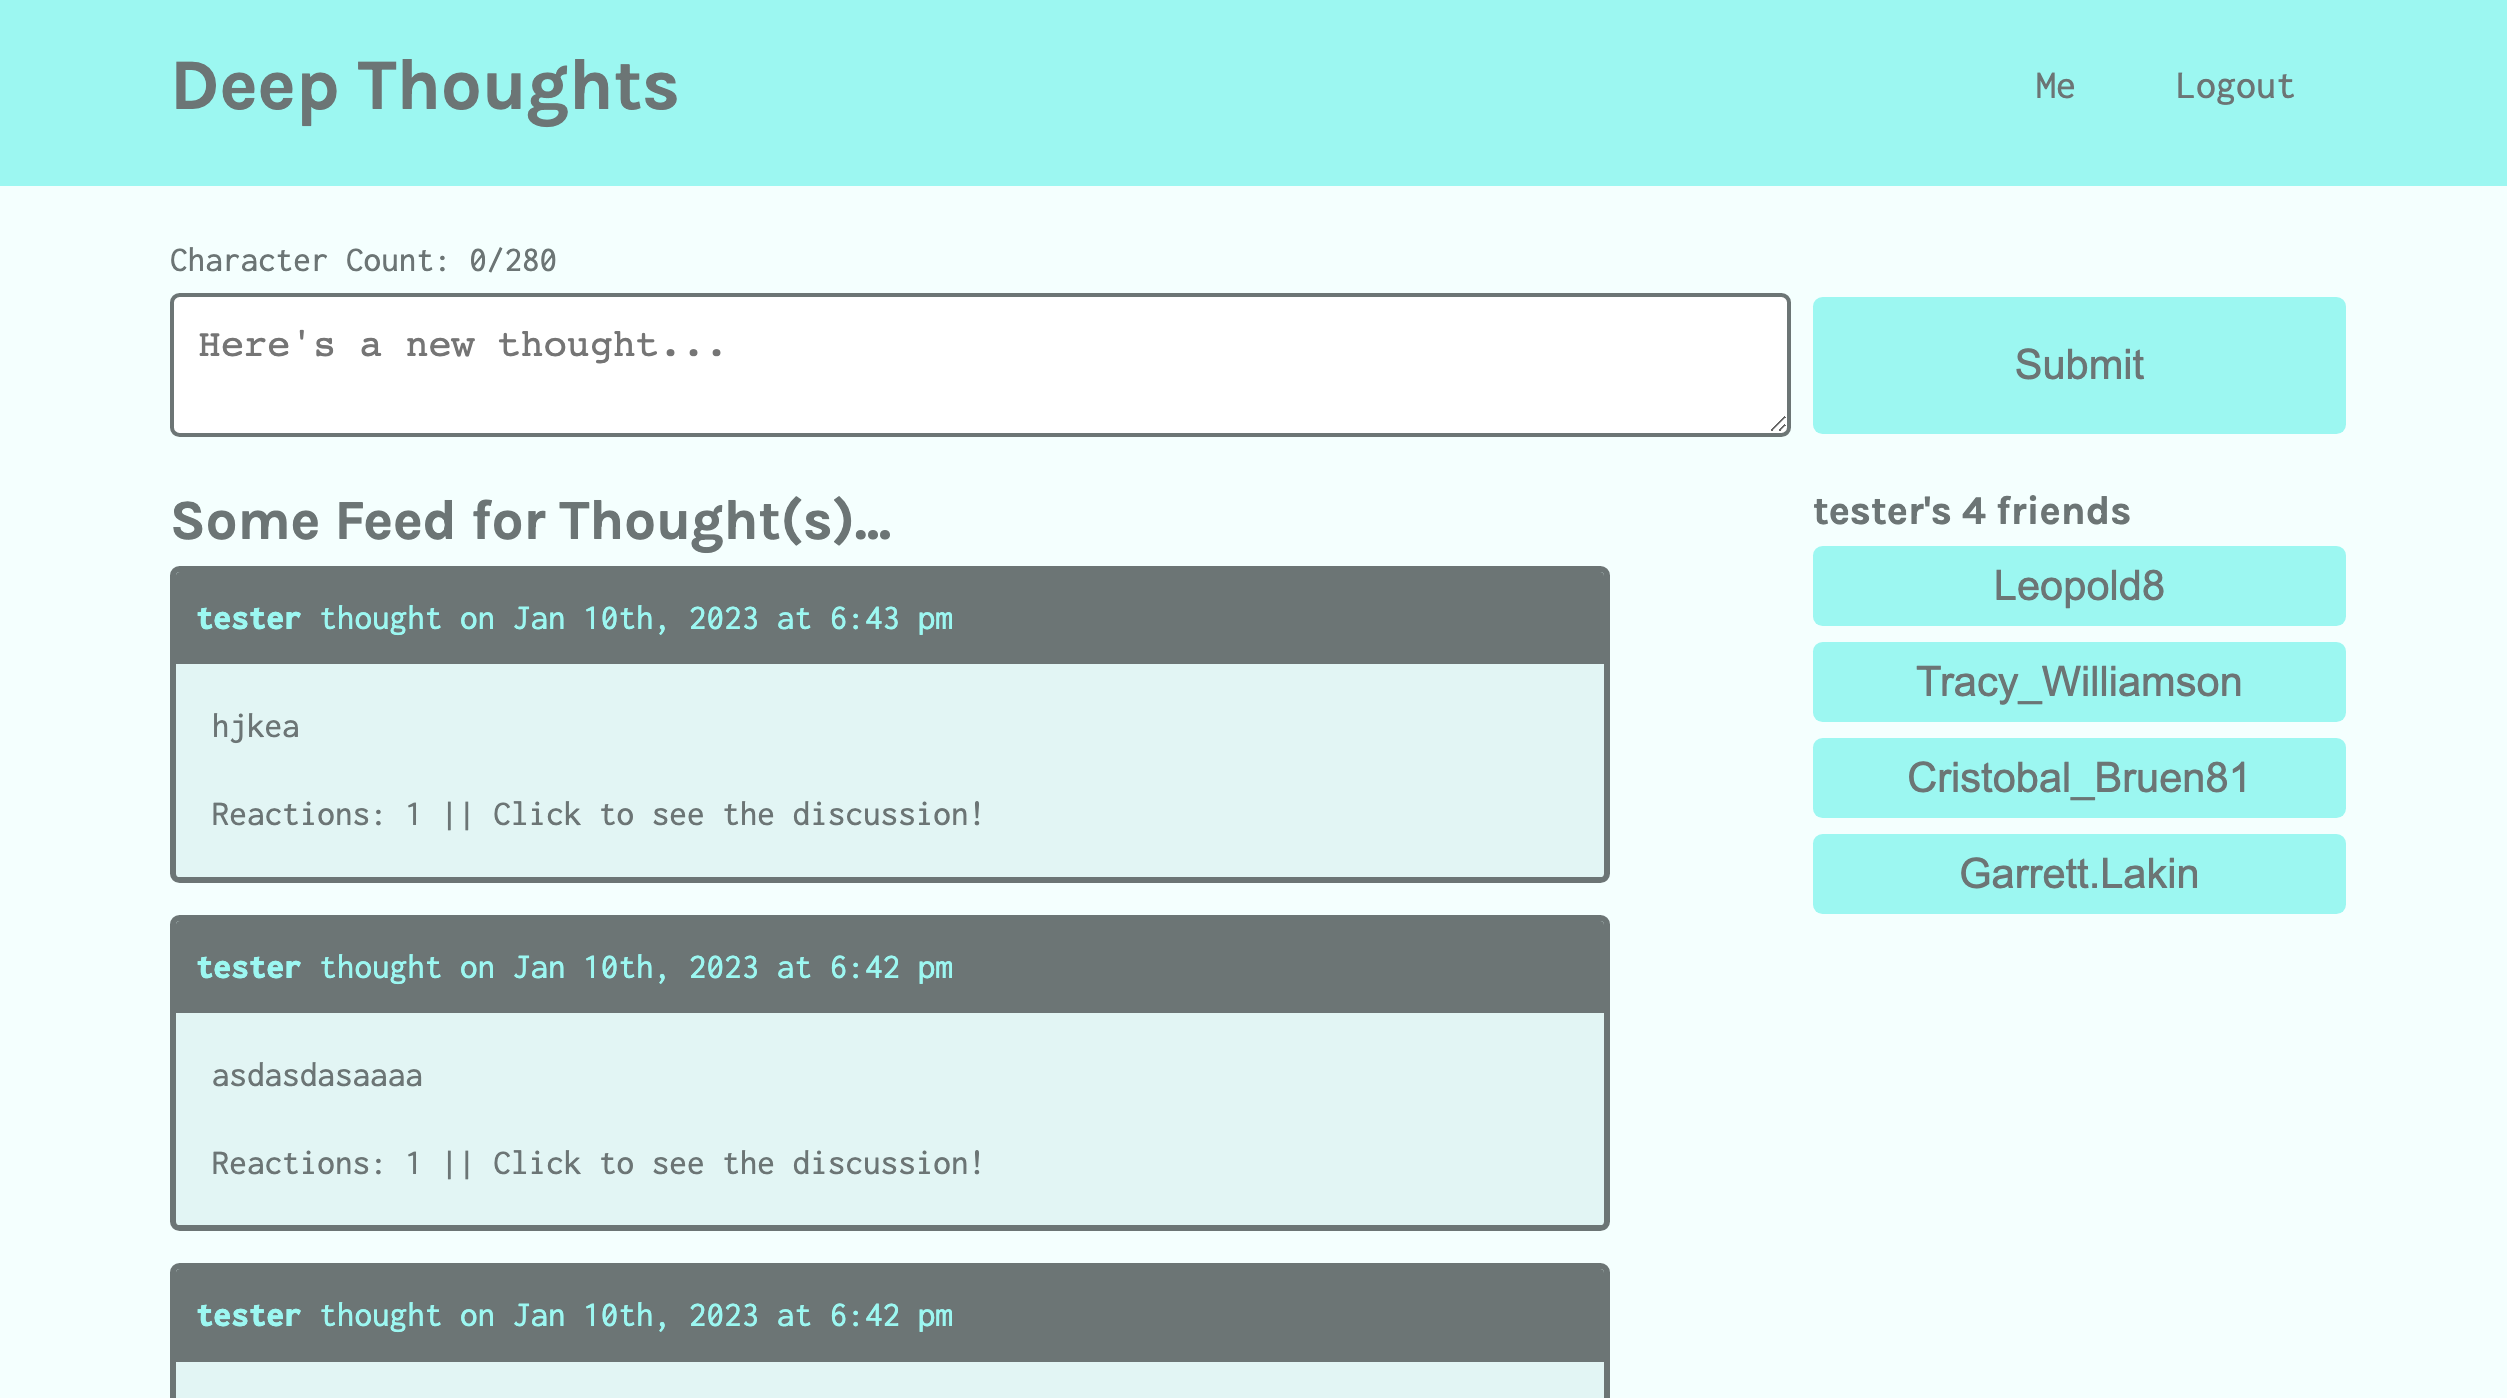 Deep Thoughts
Me
Logout
Character Count: 0/280
Here's a new thought...
Submit
Some Feed for Thought(s)...
tester thought on Jan 10th, 2023 at 6:43 pm
hjkea
Reactions: 1 || Click to see the discussion!
tester thought on Jan 10th, 2023 at 6:42 pm
asdasdasaaaa
Reactions: 1 || Click to see the discussion!
tester thought on Jan 10th, 2023 at 6:42 pm
tester's 4 friends
Leopold8
Tracy_Williamson
Cristobal_Bruen81
Garrett.Lakin